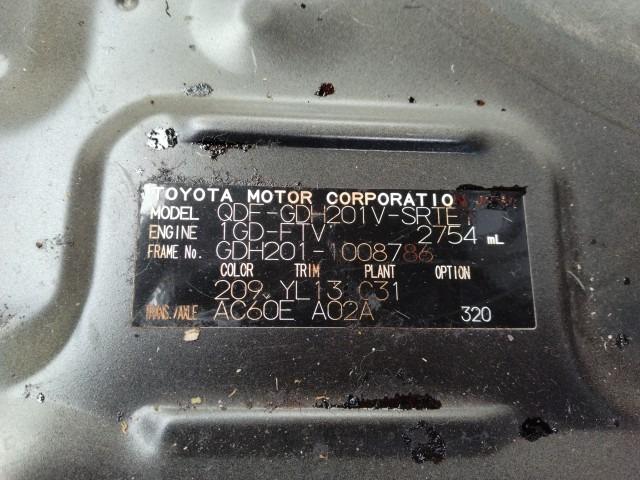 TOYOTA MOTOR CORPORATIO
MODEL QDF-GDH201V-SRTE
ENGINE 1GD-FTV 2754 mL
FRAME No. GDH201-1008786
COLOR TRIM PLANT OPTION
209 YL13 C31
TRANS./AXLE AC60E A02A 320